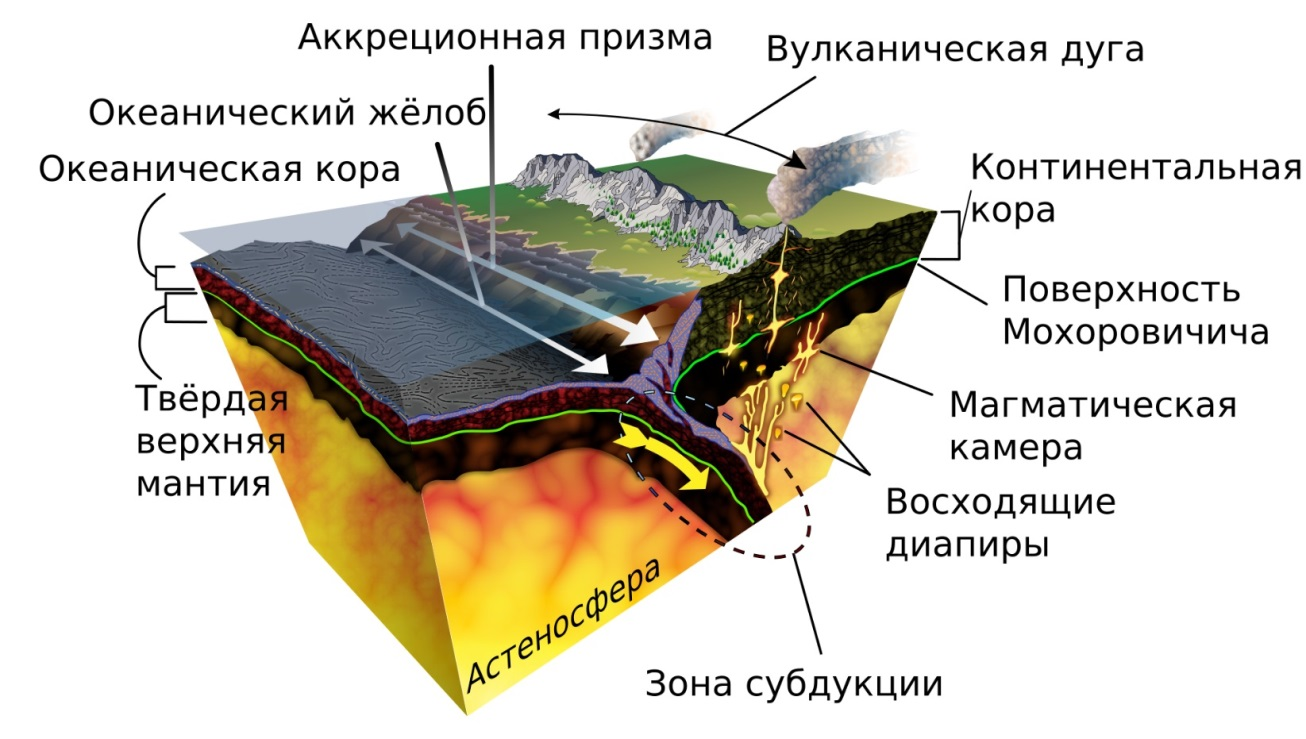 Аккреционная призма
Вулканическая дуга
Океанический жёлоб
Океаническая кора
Континентальная
кора
Поверхность
Мохоровичича
Твёрдая
верхняя
мантия
Магматическая
камера
Восходящие
диапиры
Астеносфера
Зона субдукции